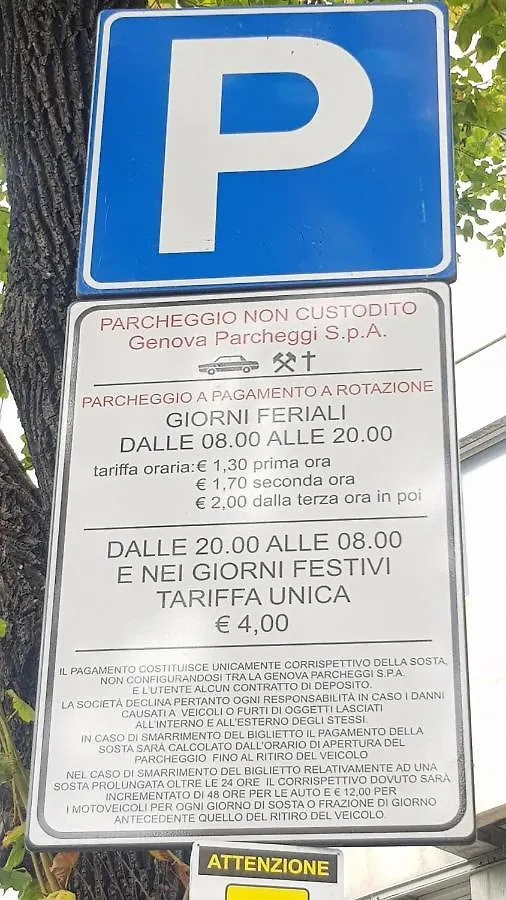 P
PARCHEGGIO NON CUSTODITO
Genova Parcheggi S.p.A.
PARCHEGGIO A PAGAMENTO A ROTAZIONE
GIORNI FERIALI
DALLE 08.00 ALLE 20.00
tariffa oraria: € 1,30 prima ora
€ 1,70 seconda ora
€ 2,00 dalla terza ora in poi
DALLE 20.00 ALLE 08.00
E NEI GIORNI FESTIVI
TARIFFA UNICA
€ 4,00
IL PAGAMENTO COSTITUISCE UNICAMENTE CORRISPETTIVO DELLA SOSTA,
NON CONFIGURANDOSI TRA LA GENOVA PARCHEGGI S.P.A.
E L'UTENTE ALCUN CONTRATTO DI DEPOSITO.
LA SOCIETÀ DECLINA PERTANTO OGNI RESPONSABILITÀ IN CASO I DANNI
CAUSATI A VEICOLI O FURTI DI OGGETTI LASCIATI
ALL'INTERNO E ALL'ESTERNO DEGLI STESSI.
IN CASO DI SMARRIMENTO DEL BIGLIETTO IL PAGAMENTO DELLA
SOSTA SARÀ CALCOLATO DALL'ORARIO DI APERTURA DEL
PARCHEGGIO FINO AL RITIRO DEL VEICOLO
NEL CASO DI SMARRIMENTO DEL BIGLIETTO RELATIVAMENTE AD UNA
SOSTA PROLUNGATA OLTRE LE 24 ORE IL CORRISPETTIVO DOVUTO SARÀ
INCREMENTATO DI 48 ORE PER LE AUTO E € 12,00 PER
I MOTOVEICOLI PER OGNI GIORNO DI SOSTA O FRAZIONE DI GIORNO
ANTECEDENTE QUELLO DEL RITIRO DEL VEICOLO.
ATTENZIONE